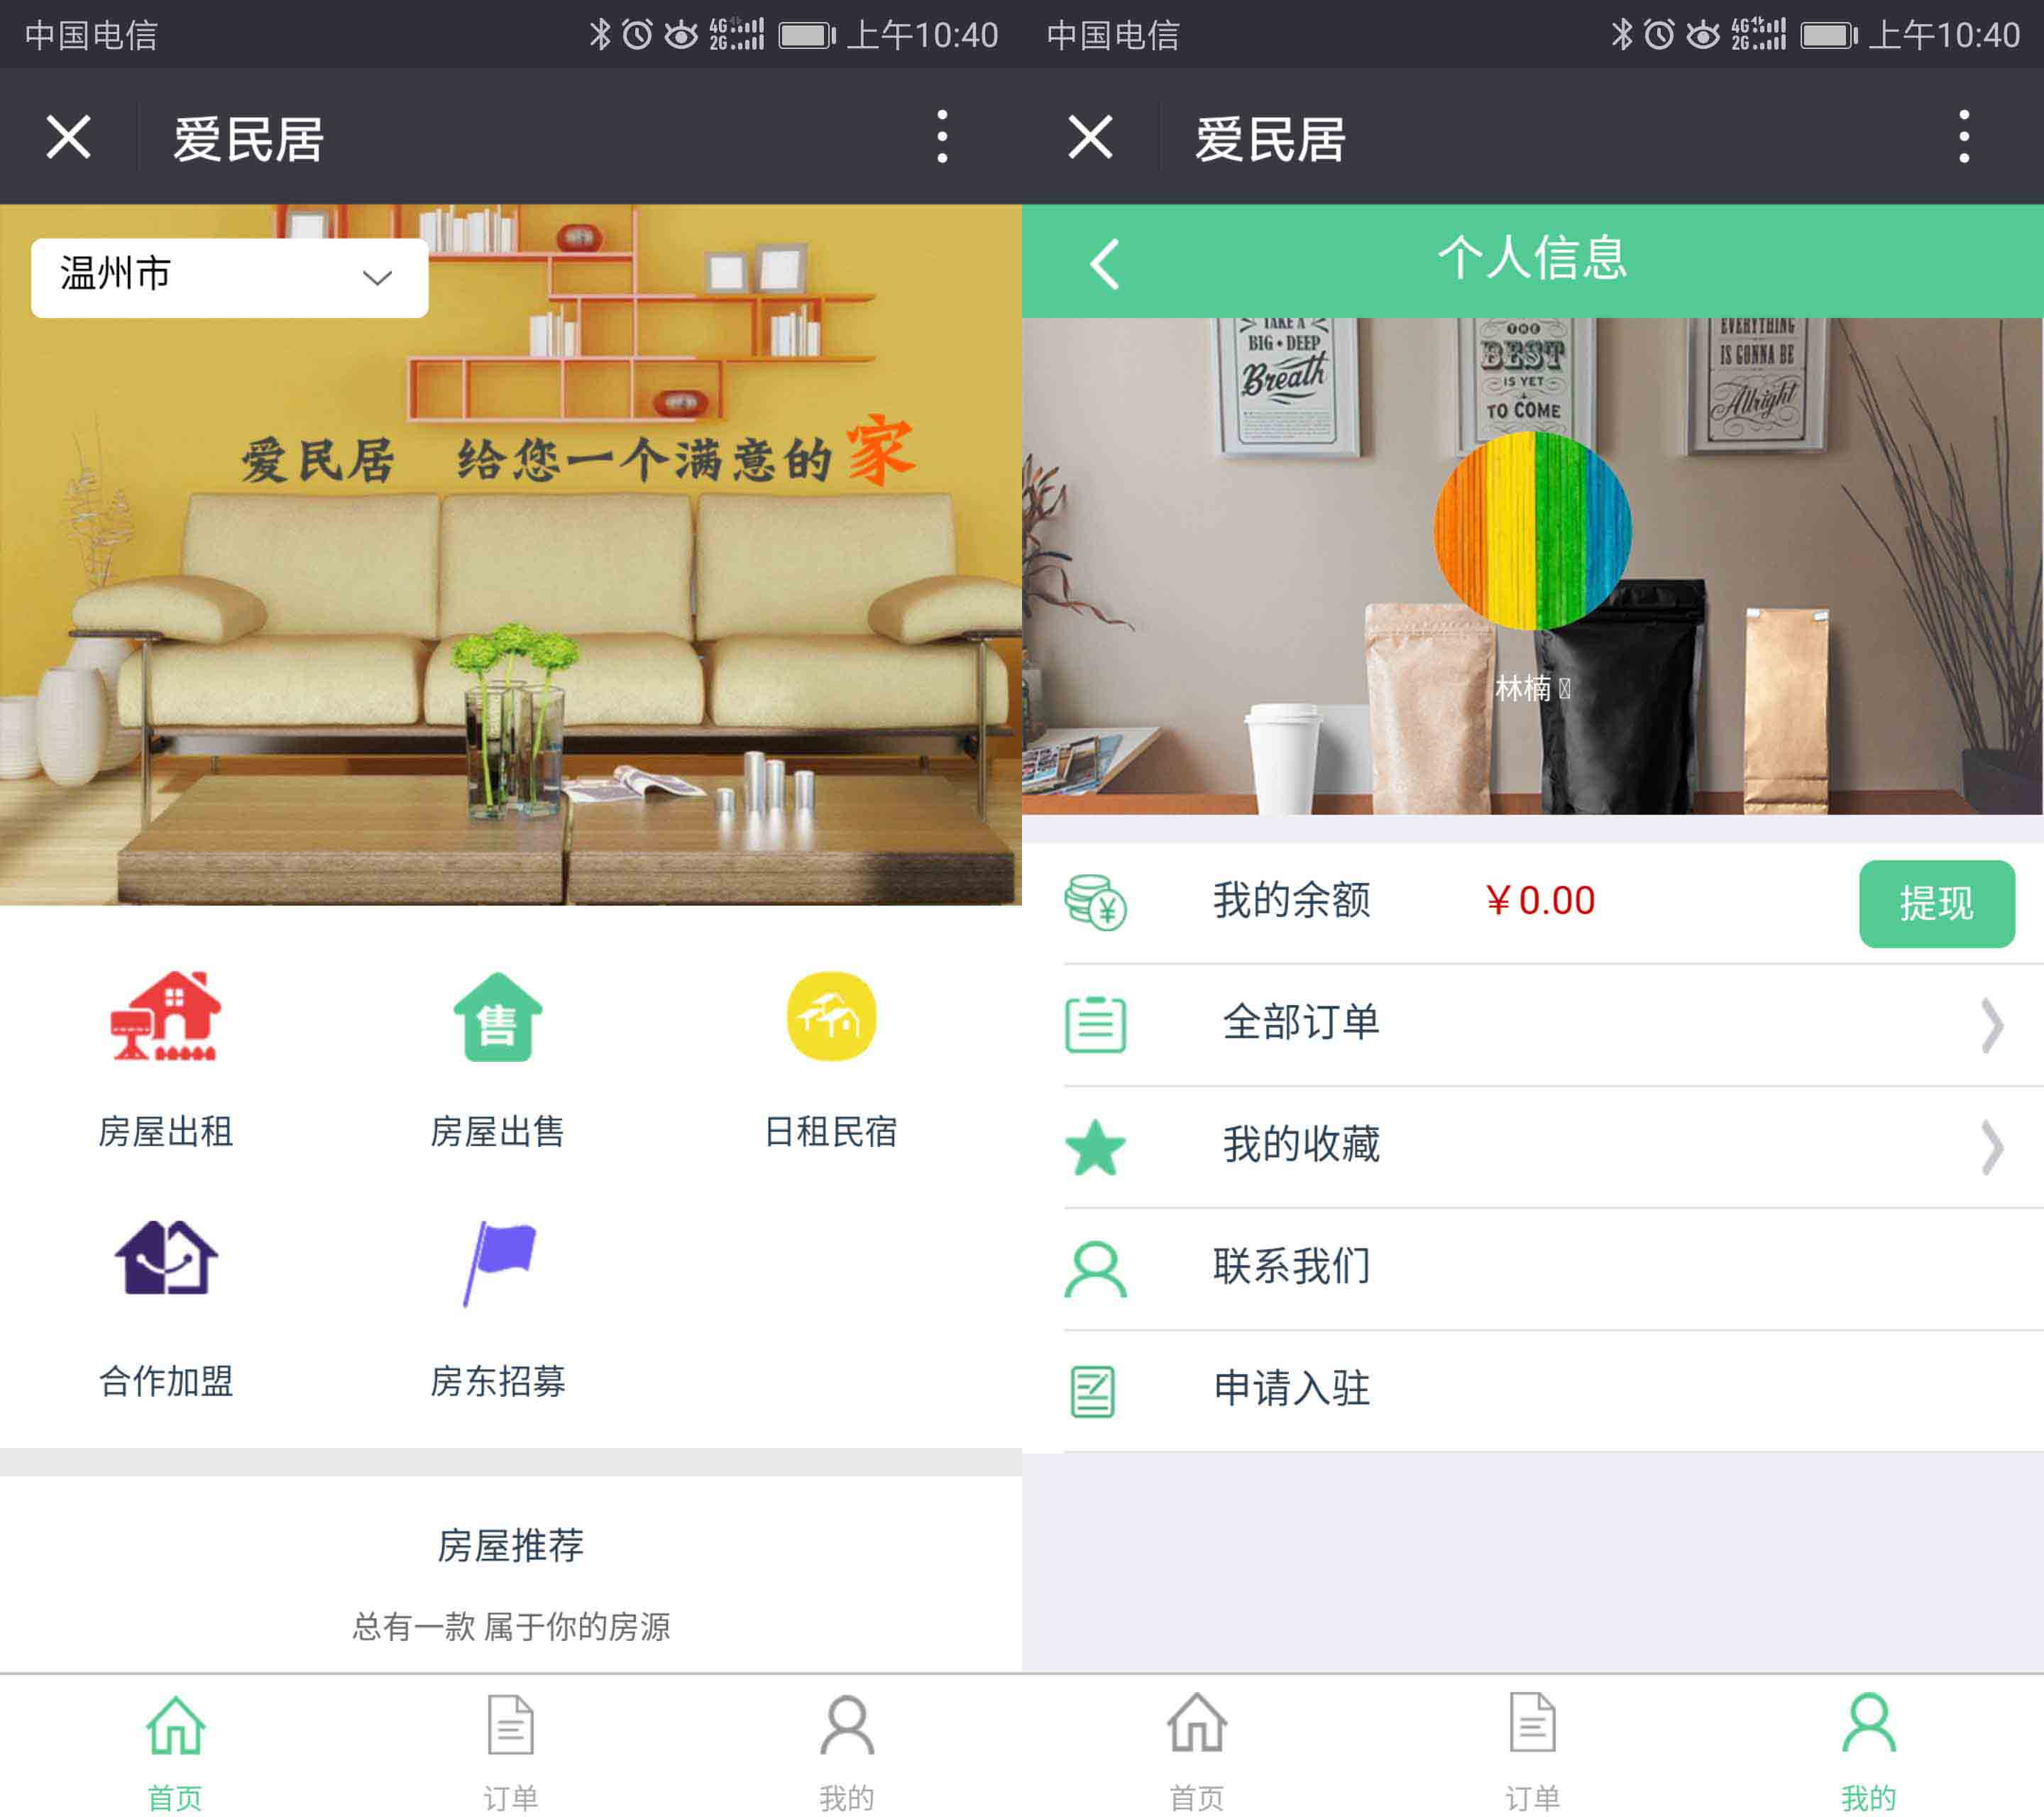 中国电信
4G
2G
上午10:40
爱民居
温州市
爱民居 给您一个满意的家
房屋出租
房屋出售
售
日租民宿
合作加盟
房东招募
房屋推荐
总有一款 属于你的房源
首页
订单
我的
中国电信
4G
2G
上午10:40
爱民居
个人信息
TAKE A
BIG • DEEP
Breath
THE
BEST
IS YET
TO COME
EVERYTHING
IS GONNA BE
Alright
林楠
我的余额
¥0.00
提现
全部订单
我的收藏
联系我们
申请入驻
首页
订单
我的